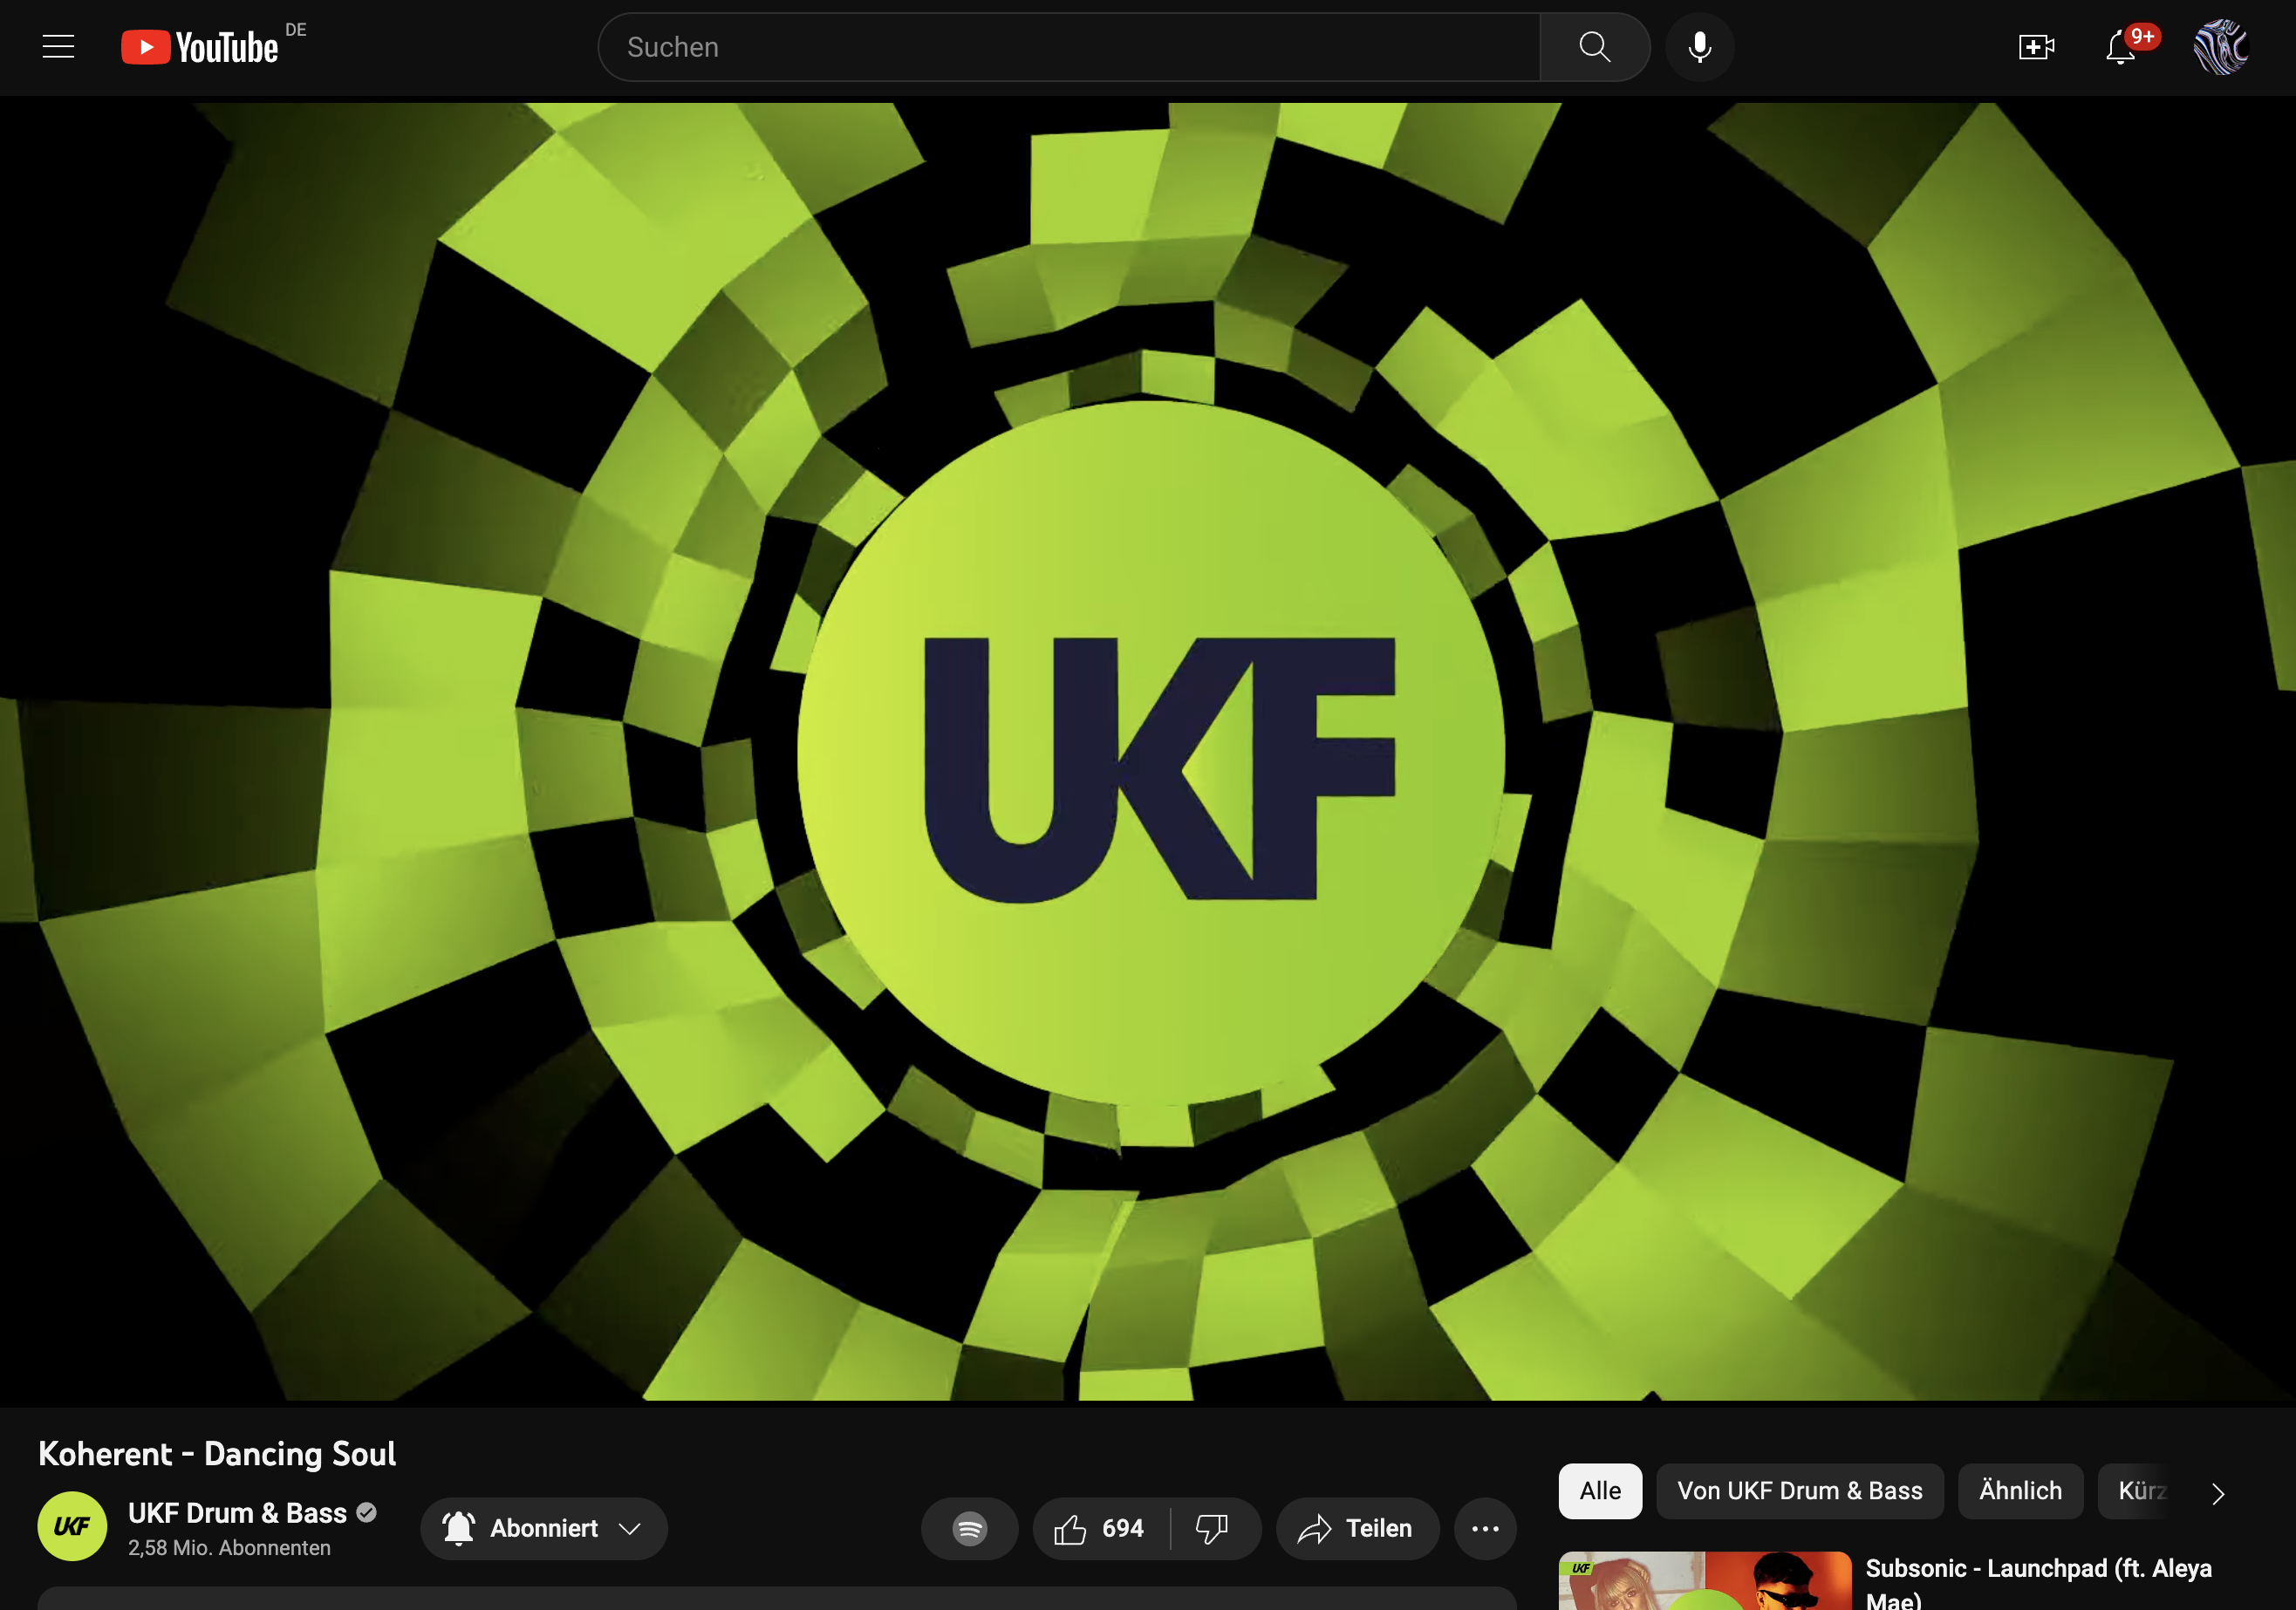 YouTube DE
Suchen
9+
UKF
Koherent - Dancing Soul
UKF
UKF Drum & Bass
2,58 Mio. Abonnenten
Abonniert
694
Teilen
Alle
Von UKF Drum & Bass
Ähnlich
UKF
Subsonic - Launchpad (ft. Aleya
Mae)